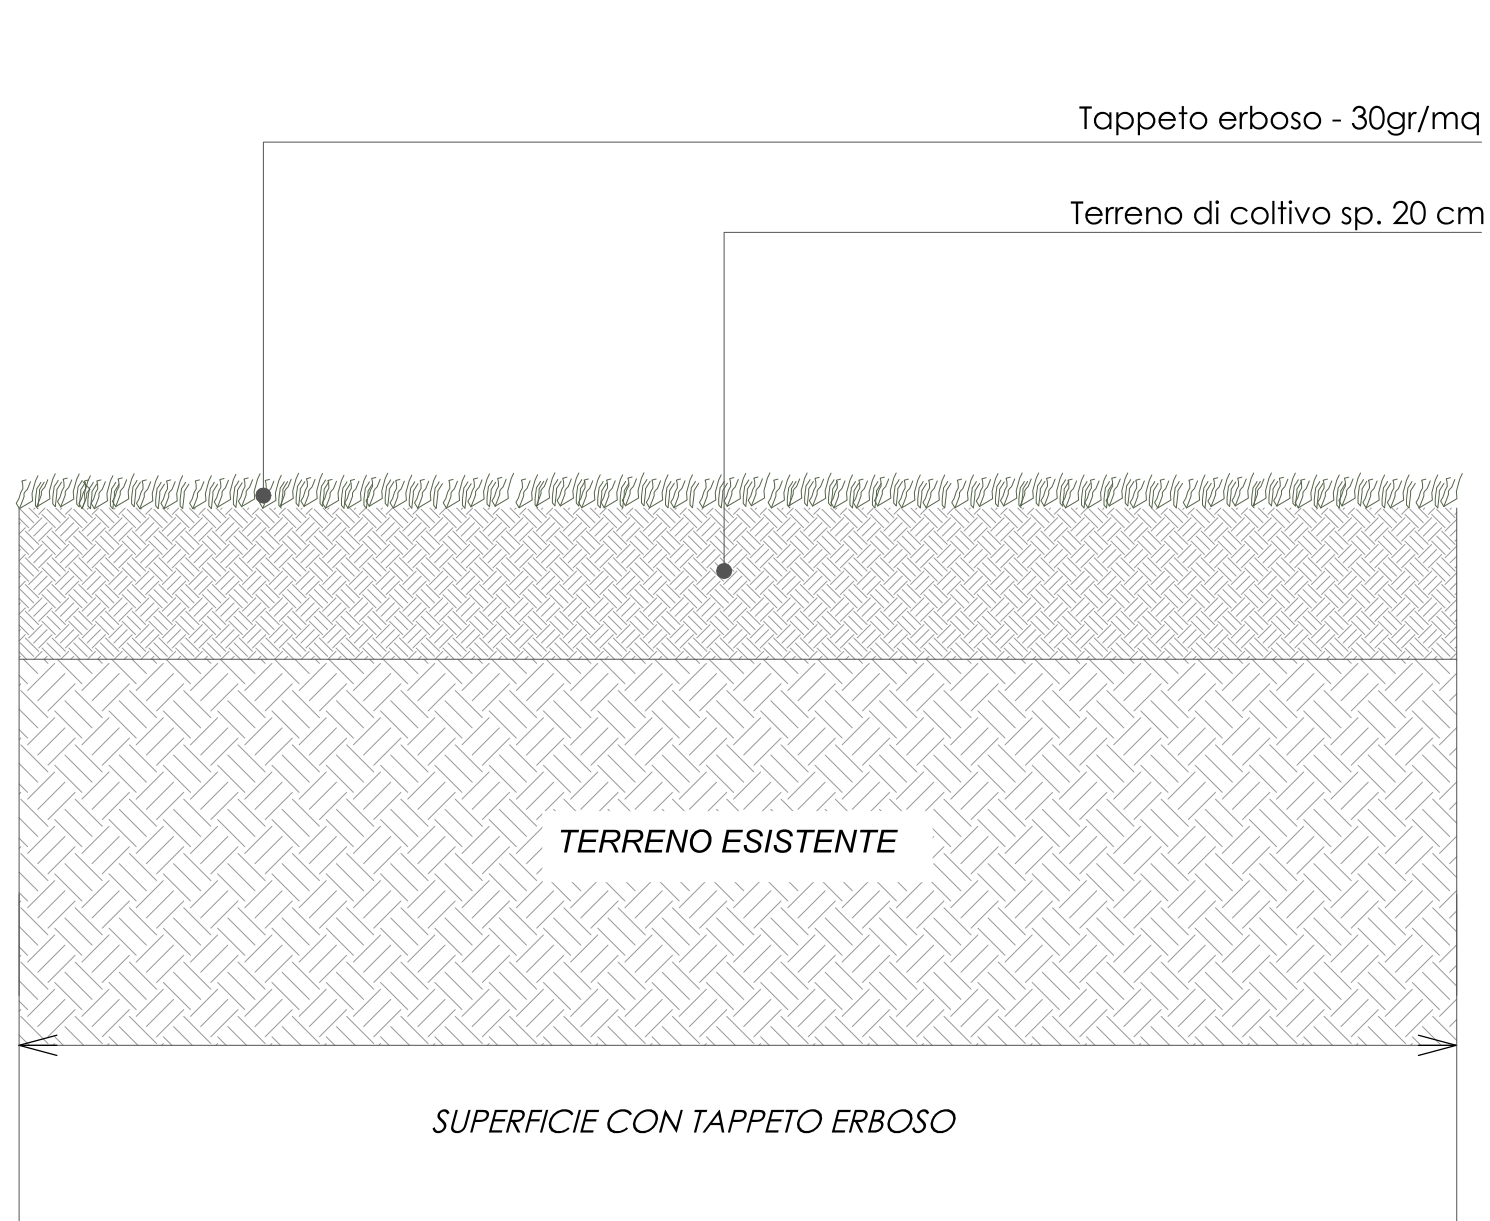 Tappeto erboso - 30gr/mq
Terreno di coltivo sp. 20 cm
TERRENO ESISTENTE
SUPERFICIE CON TAPPETO ERBOSO